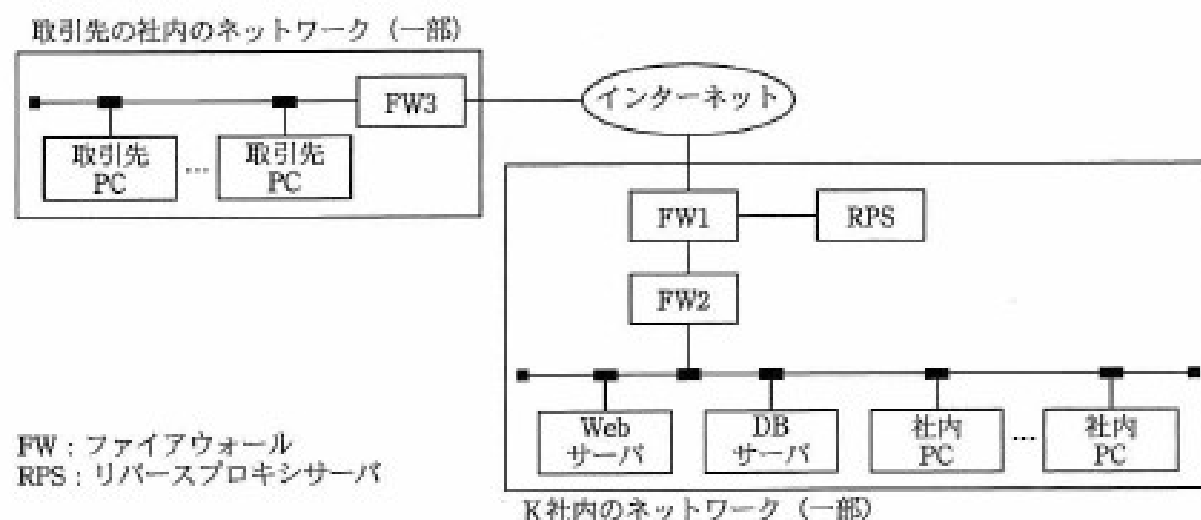 取引先の社内のネットワーク（一部）
FW3
インターネット
取引先
PC
...
取引先
PC
FW1
RPS
FW2
Web
サーバ
DB
サーバ
社内
PC
...
社内
PC
FW：ファイアウォール
RPS：リバースプロキシサーバ
K社内のネットワーク（一部）